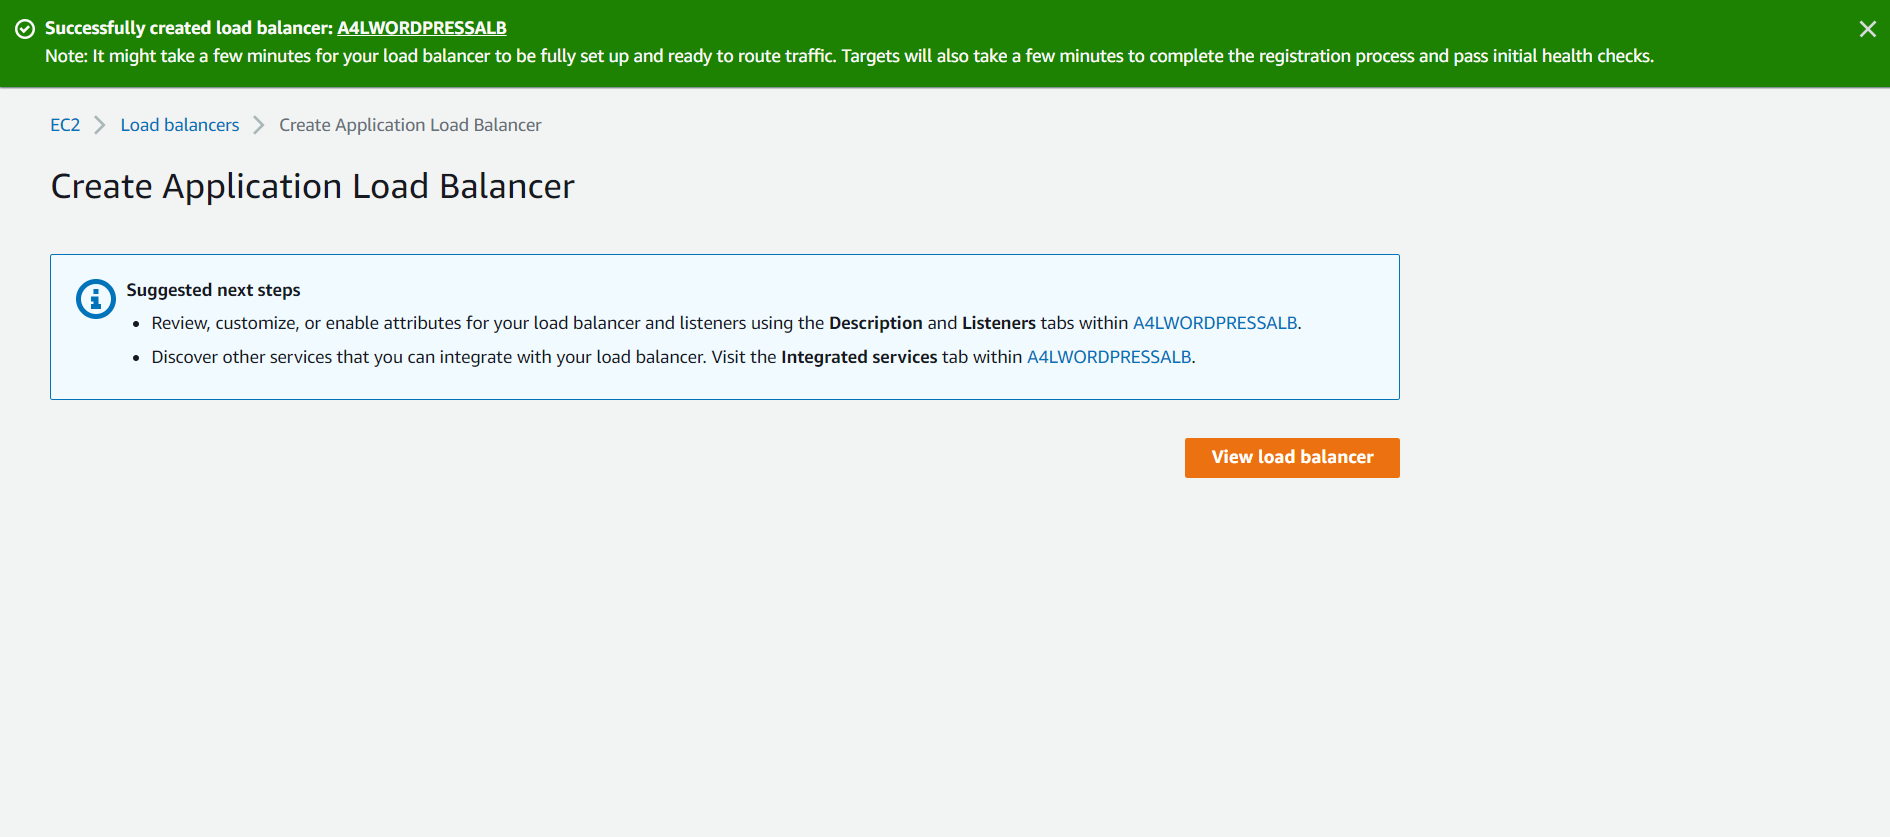 Successfully created load balancer: A4LWORDPRESSALB
Note: It might take a few minutes for your load balancer to be fully set up and ready to route traffic. Targets will also take a few minutes to complete the registration process and pass initial health checks.
EC2 > Load balancers > Create Application Load Balancer
Create Application Load Balancer
Suggested next steps
• Review, customize, or enable attributes for your load balancer and listeners using the Description and Listeners tabs within A4LWORDPRESSALB.
• Discover other services that you can integrate with your load balancer. Visit the Integrated services tab within A4LWORDPRESSALB.
View load balancer